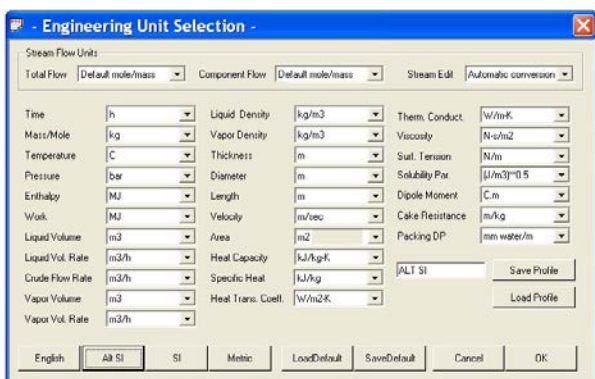 - Engineering Unit Selection -
Stream Flow Units
Total Flow Default mole/mass Component Flow Default mole/mass Stream Edit Automatic conversion
Time h Liquid Density kg/m3 Therm. Conduct. W/m-K
Mass/Mole kg Vapor Density kg/m3 Viscosity N-s/m2
Temperature C Thickness m Surf. Tension N/m
Pressure bar Diameter m Solubility Par. (J/m3)**0.5
Enthalpy MJ Length m Dipole Moment C.m
Work MJ Velocity m/sec Cake Resistance m/kg
Liquid Volume m3 Area m2 Packing DP mm water/m
Liquid Vol. Rate m3/h Heat Capacity kJ/kg-K
Crude Flow Rate m3/h Specific Heat kJ/kg ALT SI Save Profile
Vapor Volume m3 Heat Trans. Coeff. W/m2-K Load Profile
Vapor Vol. Rate m3/h
English Alt SI SI Metric LoadDefault SaveDefault Cancel OK